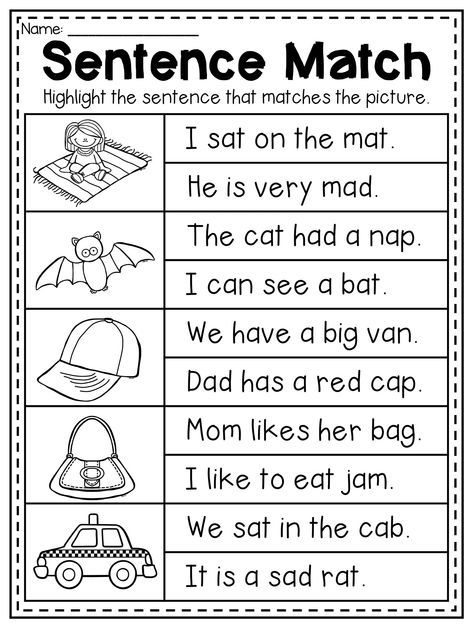 Name:
Sentence Match
Highlight the sentence that matches the picture.
I sat on the mat.
He is very mad.
The cat had a nap.
I can see a bat.
We have a big van.
Dad has a red cap.
Mom likes her bag.
I like to eat jam.
We sat in the cab.
It is a sad rat.